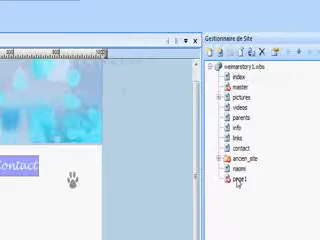 Gestionnaire de Site
weimarstory1.wbs
index
master
pictures
videos
parents
info
links
contact
ancien_site
naomi
page1
Contact